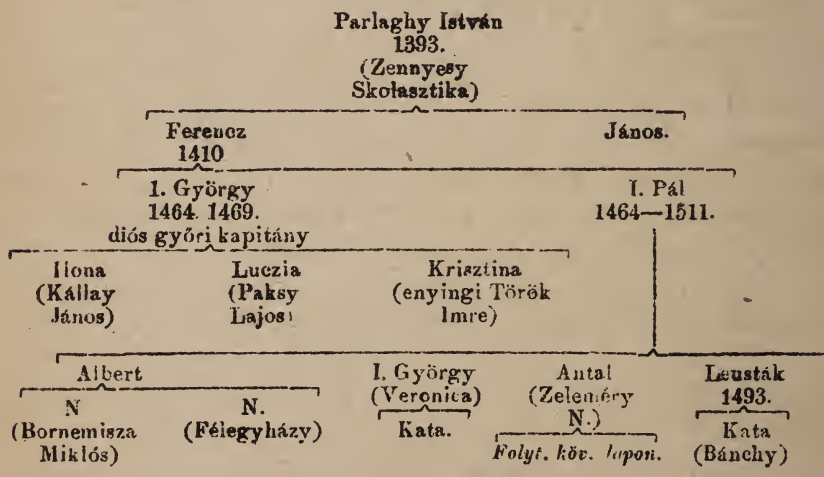 Parlaghy István
1393.
(Zennyesy
Skolasztika)
Ferencz
1410
János.
1. György
1464. 1469.
diós győri kapitány
I. Pál
1464—1511.
Ilona
(Kállay
János)
Luczia
(Paksy
Lajos)
Krisztina
(enyingi Török
Imre)
Albert
N
(Bornemisza
Miklós)
N.
(Félegyházy)
I. György
(Veronica)
Kata.
Antal
(Zeleméry
N.)
Folyt. köv. lapon.
Leusták
1493.
Kata
(Bánchy)